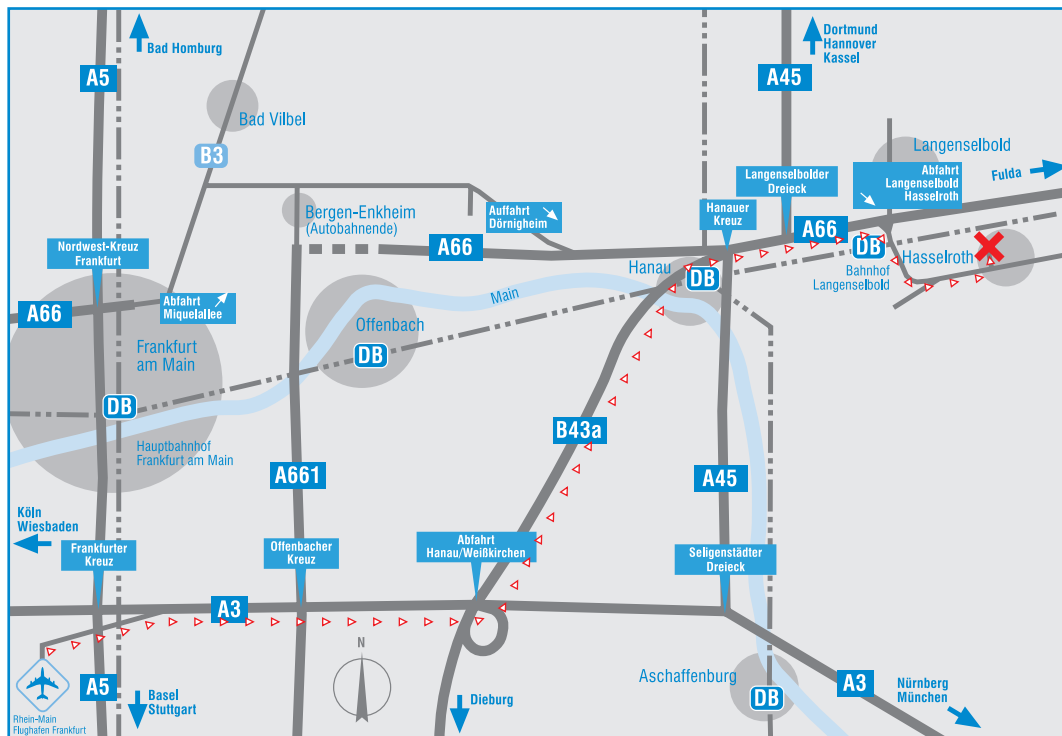 Bad Homburg
Dortmund
Hannover
Kassel
A5
A45
Bad Vilbel
B3
Langenselbold
Langenselbolder
Dreieck
Abfahrt
Langenselbold
Hasselroth
Fulda
Bergen-Enkheim
(Autobahnende)
Auffahrt
Dörnigheim
Hanauer
Kreuz
Nordwest-Kreuz
Frankfurt
A66
A66
DB
Bahnhof
Langenselbold
Hasselroth
Hanau
DB
Main
Abfahrt
Miquelallee
A66
Offenbach
DB
Frankfurt
am Main
DB
Hauptbahnhof
Frankfurt am Main
B43a
A661
A45
Köln
Wiesbaden
Frankfurter
Kreuz
Offenbacher
Kreuz
Abfahrt
Hanau/Weißkirchen
Seligenstädter
Dreieck
A3
N
Aschaffenburg
DB
A3
Nürnberg
München
A5
Basel
Stuttgart
Dieburg
Rhein-Main
Flughafen Frankfurt